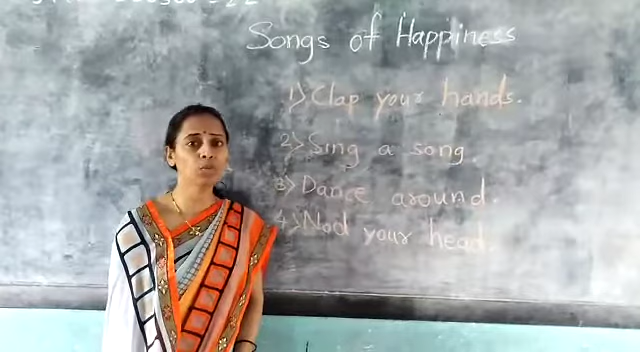 Songs of Happiness
1) Clap your hands.
2) Sing a song.
3) Dance around.
4) Nod your head.